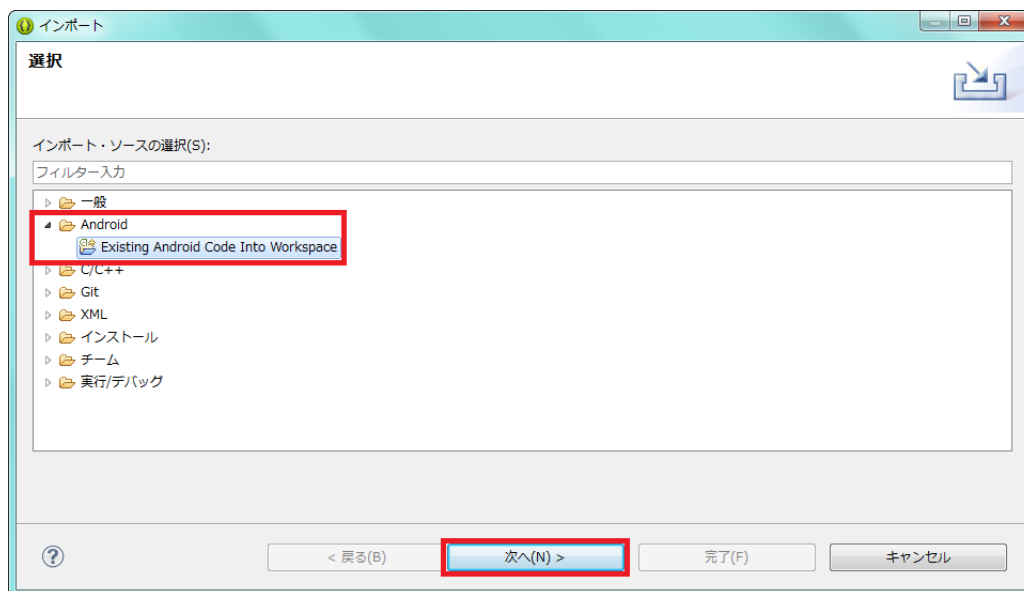 インポート
選択
インポート・ソースの選択(S):
フィルター入力
一般
Android
Existing Android Code Into Workspace
C/C++
Git
XML
インストール
チーム
実行/デバッグ
?
< 戻る(B)
次へ(N) >
完了(F)
キャンセル